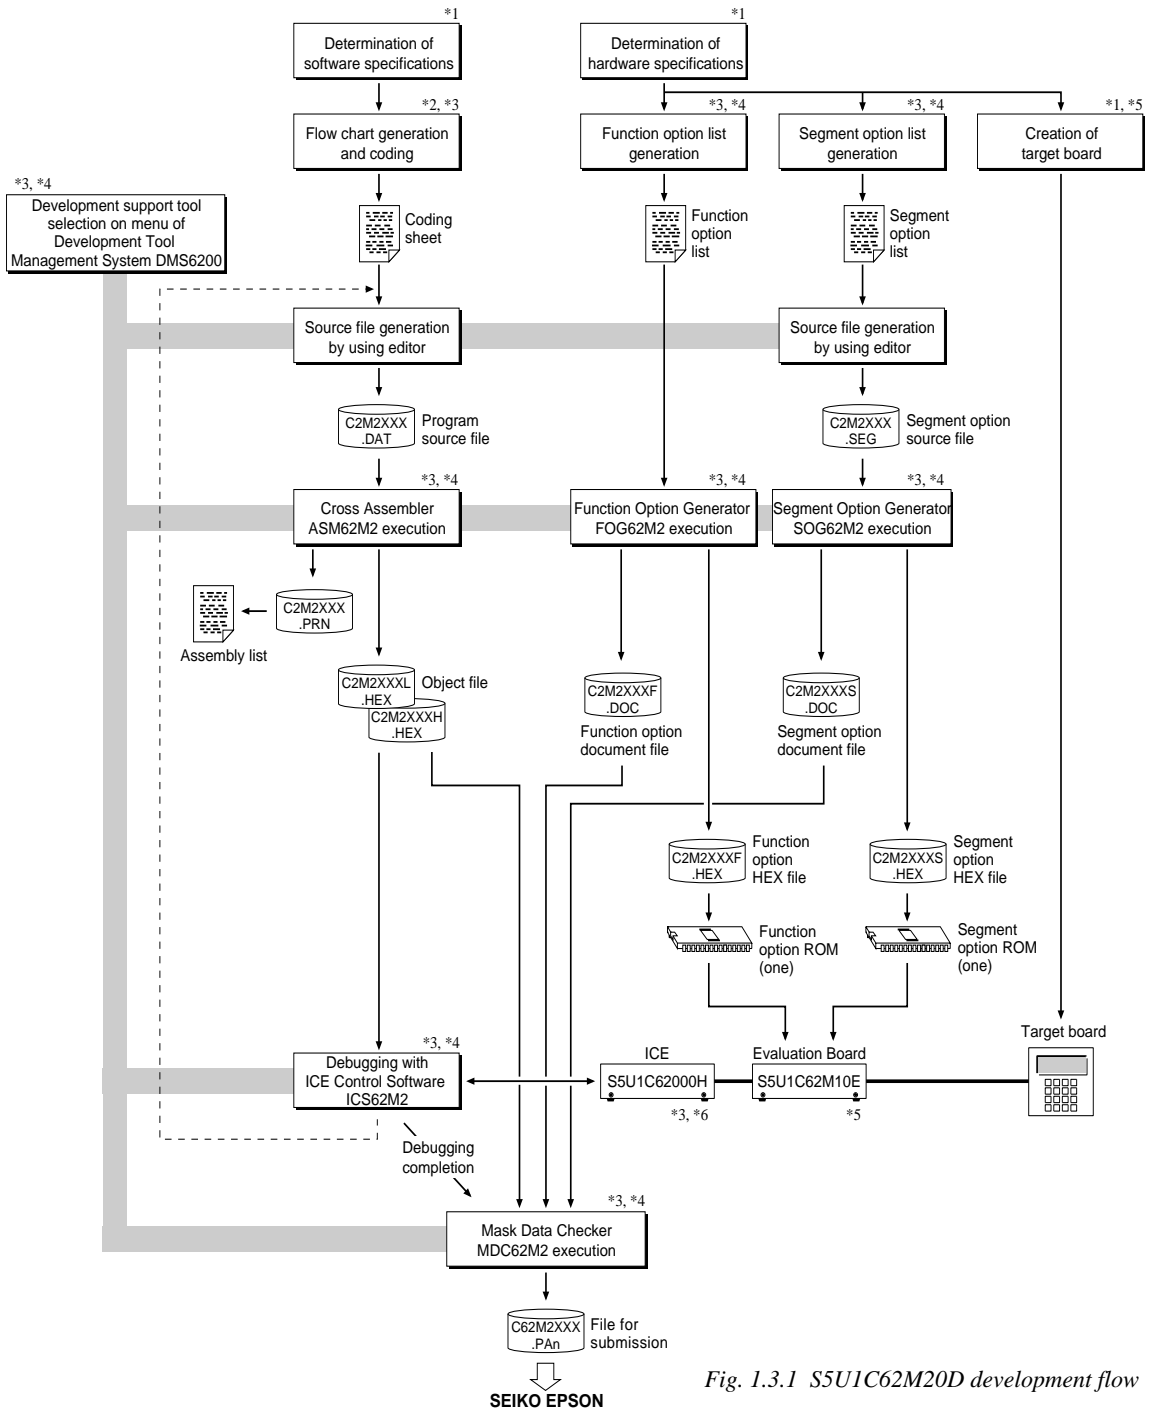 *1
Determination of
software specifications
*1
Determination of
hardware specifications
*2, *3
Flow chart generation
and coding
*3, *4
Function option list
generation
*3, *4
Segment option list
generation
*1, *5
Creation of
target board
*3, *4
Development support tool
selection on menu of
Development Tool
Management System DMS6200
Coding
sheet
Function
option
list
Segment
option
list
Source file generation
by using editor
Source file generation
by using editor
C2M2XXX
.DAT
Program
source file
C2M2XXX
.SEG
Segment option
source file
*3, *4
Cross Assembler
ASM62M2 execution
*3, *4
Function Option Generator
FOG62M2 execution
*3, *4
Segment Option Generator
SOG62M2 execution
C2M2XXX
.PRN
Assembly list
C2M2XXXL
.HEX
Object file
C2M2XXXH
.HEX
C2M2XXXF
.DOC
Function option
document file
C2M2XXXS
.DOC
Segment option
document file
C2M2XXXF
.HEX
Function
option
HEX file
C2M2XXXS
.HEX
Segment
option
HEX file
Function
option ROM
(one)
Segment
option ROM
(one)
Target board
*3, *4
Debugging with
ICE Control Software
ICS62M2
ICE
S5U1C62000H
*3, *6
Evaluation Board
S5U1C62M10E
*5
Debugging
completion
*3, *4
Mask Data Checker
MDC62M2 execution
C62M2XXX
.PAn
File for
submission
SEIKO EPSON
Fig. 1.3.1 S5U1C62M20D development flow